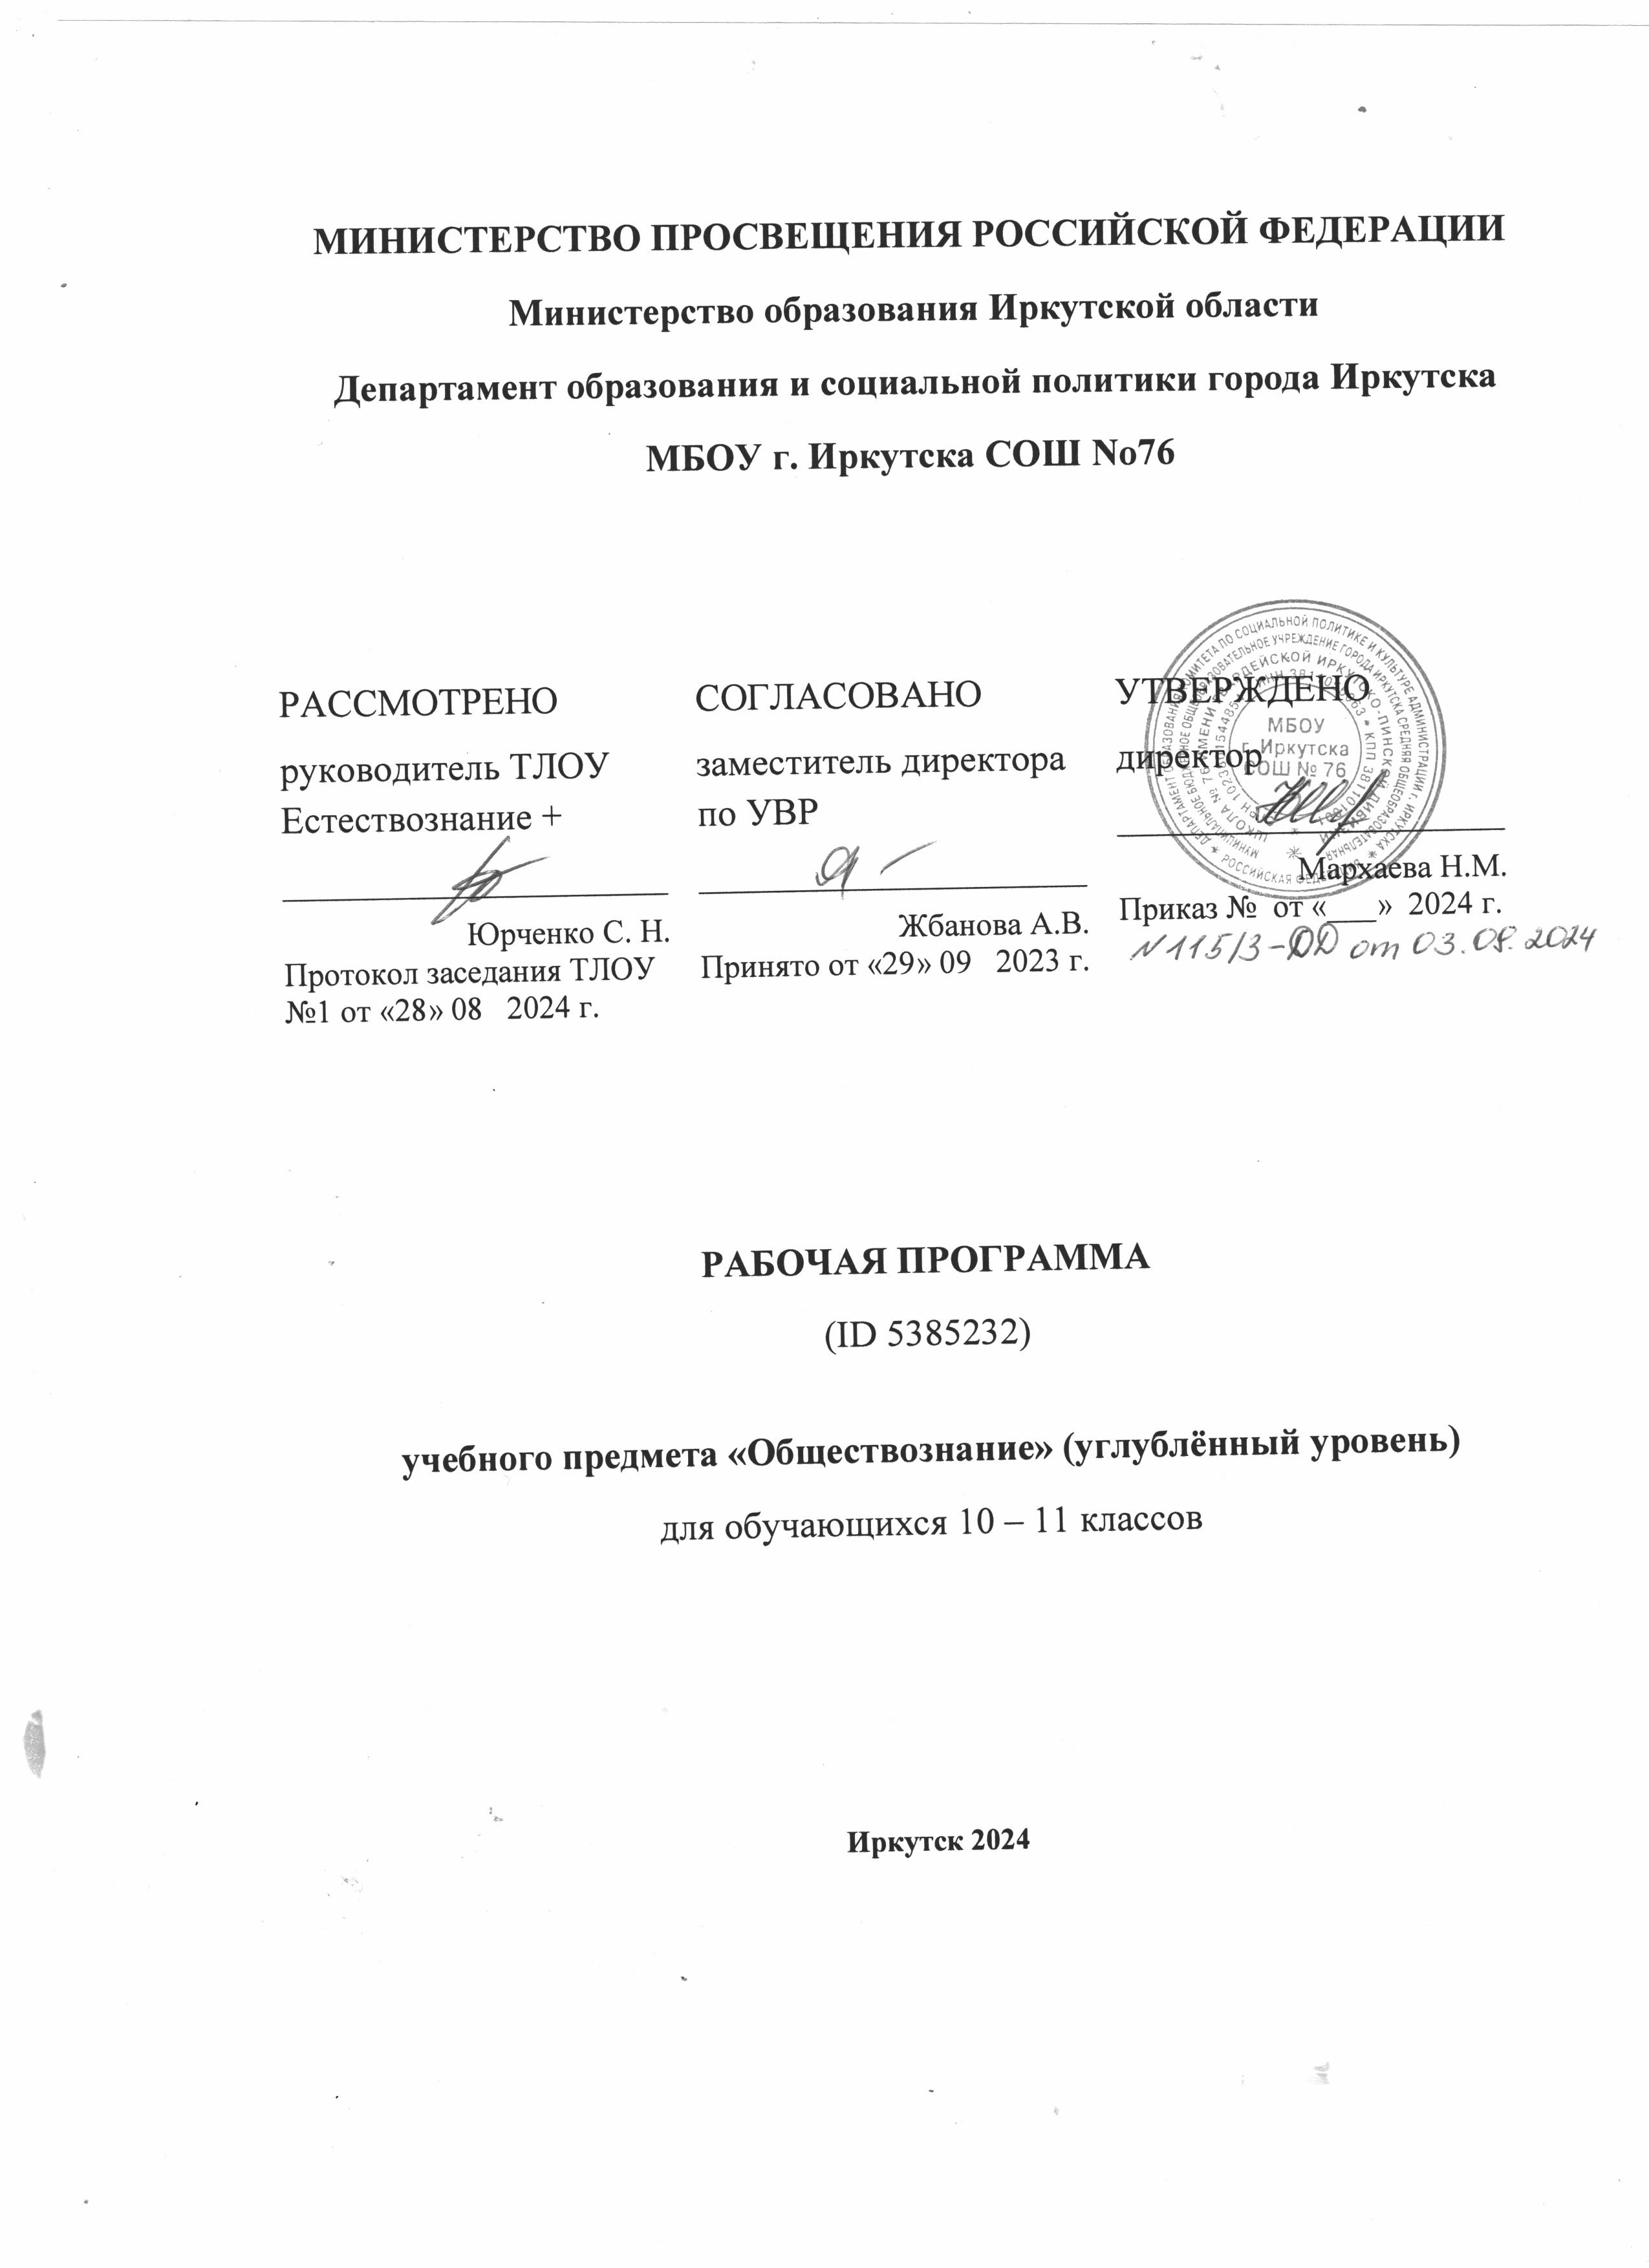 МИНИСТЕРСТВО ПРОСВЕЩЕНИЯ РОССИЙСКОЙ ФЕДЕРАЦИИ
Министерство образования Иркутской области
Департамент образования и социальной политики города Иркутска
МБОУ г. Иркутска СОШ No76
РАССМОТРЕНО
руководитель ТЛОУ
Естествознание +
Юрченко С. Н.
Протокол заседания ТЛОУ
№1 от «28» 08 2024 г.
СОГЛАСОВАНО
заместитель директора
по УВР
Жбанова А.В.
Принято от «29» 09 2023 г.
УТВЕРЖДЕНО
директор
Мархаева Н.М.
Приказ № от «___» 2024 г.
N 115/3-ОД от 03.09.2024
МБОУ
г. Иркутска
СОШ № 76
РАБОЧАЯ ПРОГРАММА
(ID 5385232)
учебного предмета «Обществознание» (углублённый уровень)
для обучающихся 10 – 11 классов
Иркутск 2024